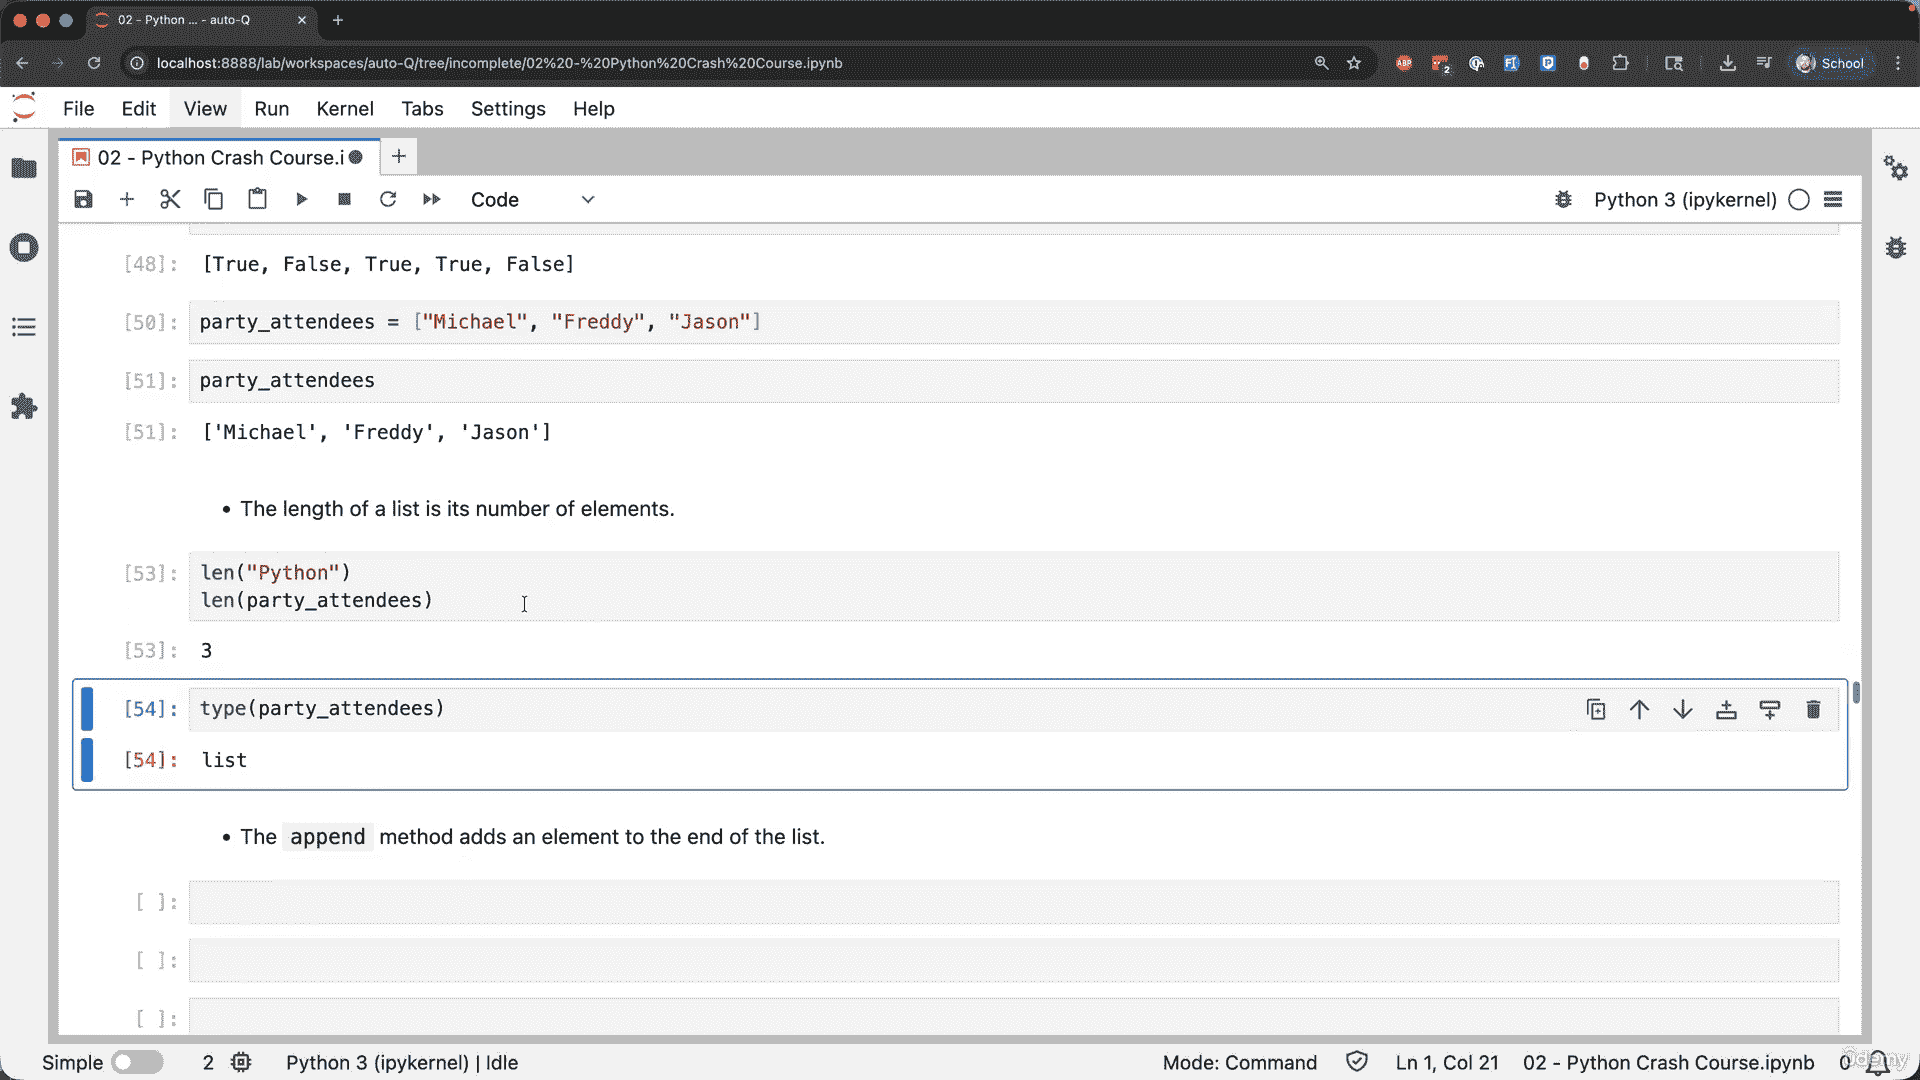 02 - Python ... - auto-Q
localhost:8888/lab/workspaces/auto-Q/tree/incomplete/02%20-%20Python%20Crash%20Course.ipynb
ABP
2
School
File Edit View Run Kernel Tabs Settings Help
02 - Python Crash Course.i
Code
Python 3 (ipykernel)
[48]: [True, False, True, True, False]
[50]: party_attendees = ["Michael", "Freddy", "Jason"]
[51]: party_attendees
[51]: ['Michael', 'Freddy', 'Jason']
• The length of a list is its number of elements.
[53]: len("Python")
len(party_attendees)
[53]: 3
[54]: type(party_attendees)
[54]: list
• The append method adds an element to the end of the list.
[ ]:
[ ]:
[ ]:
Simple 2 Python 3 (ipykernel) | Idle Mode: Command Ln 1, Col 21 02 - Python Crash Course.ipynb 0
Udemy